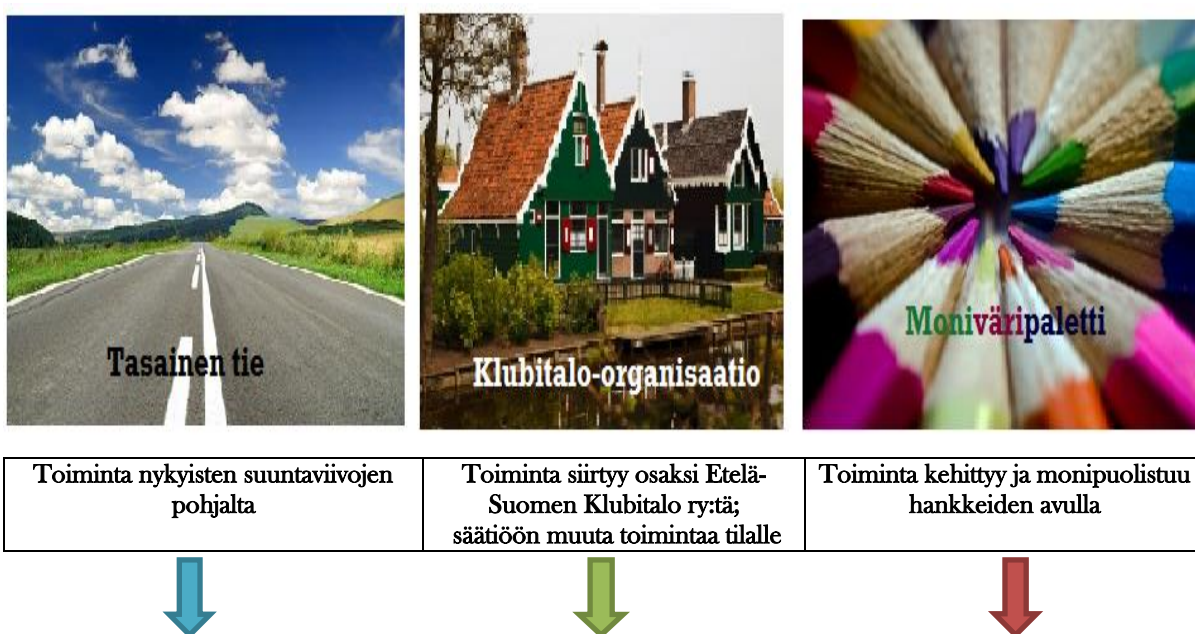 Tasainen tie
Klubitalo-organisaatio
Moniväripaletti
Toiminta nykyisten suuntaviivojen
pohjalta
Toiminta siirtyy osaksi Etelä-
Suomen Klubitalo ry:tä;
säätiöön muuta toimintaa tilalle
Toiminta kehittyy ja monipuolistuu
hankkeiden avulla